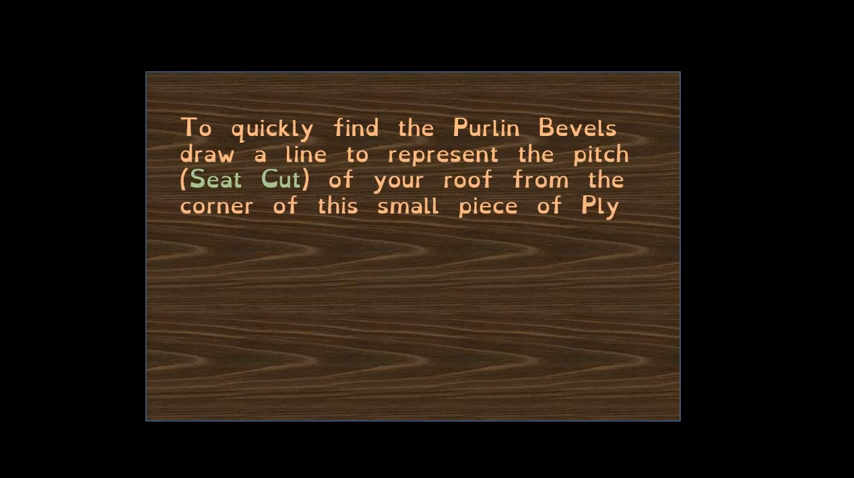 To quickly find the Purlin Bevels
draw a line to represent the pitch
(Seat Cut) of your roof from the
corner of this small piece of Ply